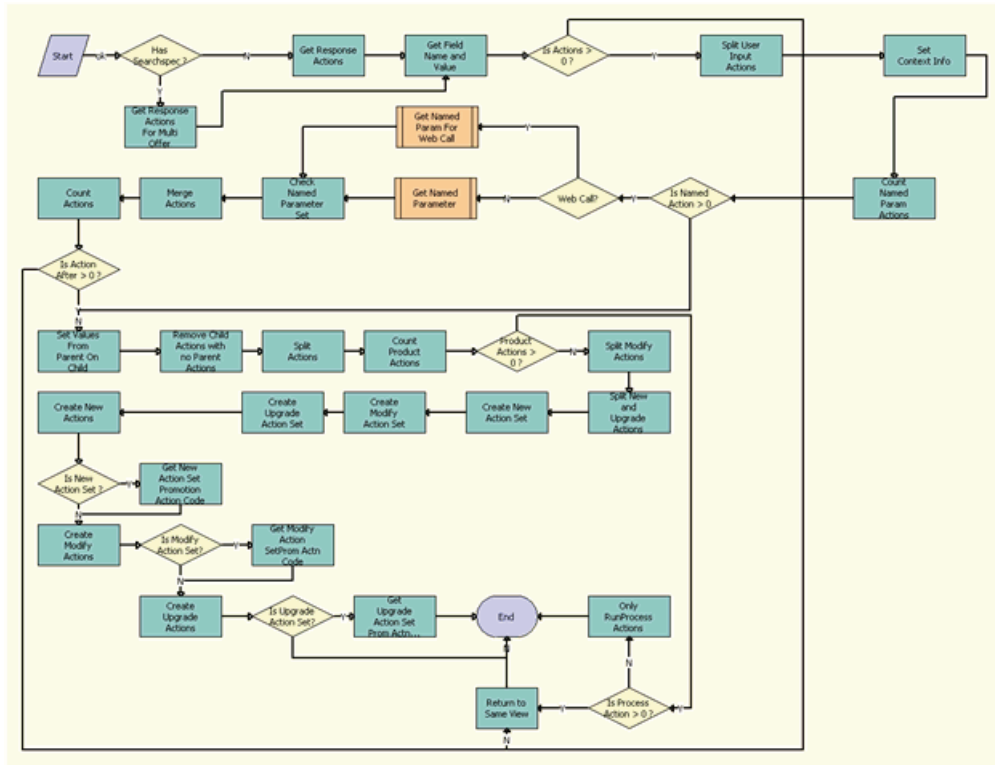 Start
ok
Has
Searchspec ?
N
Get Response
Actions
Get Field
Name and
Value
Is Actions >
0 ?
Y
Split User
Input
Actions
Set
Context Info
Y
Get Response
Actions
For Multi
Offer
Get Named
Param For
Web Call
Y
Count
Actions
Merge
Actions
Check
Named
Parameter
Set
Get Named
Parameter
N
Web Call?
Y
Is Named
Action > 0
Count
Named
Param
Actions
Is Action
After > 0 ?
Y
N
Set Values
From
Parent On
Child
Remove Child
Actions with
no Parent
Actions
Split
Actions
Count
Product
Actions
Product
Actions >
0 ?
N
Split Modify
Actions
Create New
Actions
Create
Upgrade
Action Set
Create
Modify
Action Set
Create New
Action Set
Split New
and
Upgrade
Actions
Is New
Action Set ?
Y
Get New
Action Set
Promotion
Action Code
N
Create
Modify
Actions
Is Modify
Action Set?
Y
Get Modify
Action
SetProm Actn
Code
N
Create
Upgrade
Actions
Is Upgrade
Action Set?
Y
Get
Upgrade
Action Set
Prom Actn...
End
Only
RunProcess
Actions
N
N
Return to
Same View
Y
Is Process
Action > 0 ?
Y
N